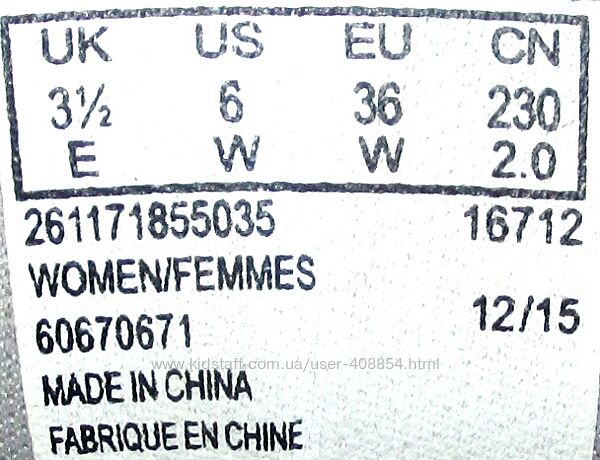 UK US EU CN
3½ 6 36 230
E W W 2.0
261171855035 16712
WOMEN/FEMMES
12/15
60670671
www.kidstaff.com.ua/user-408854.html
MADE IN CHINA
FABRIQUE EN CHINE